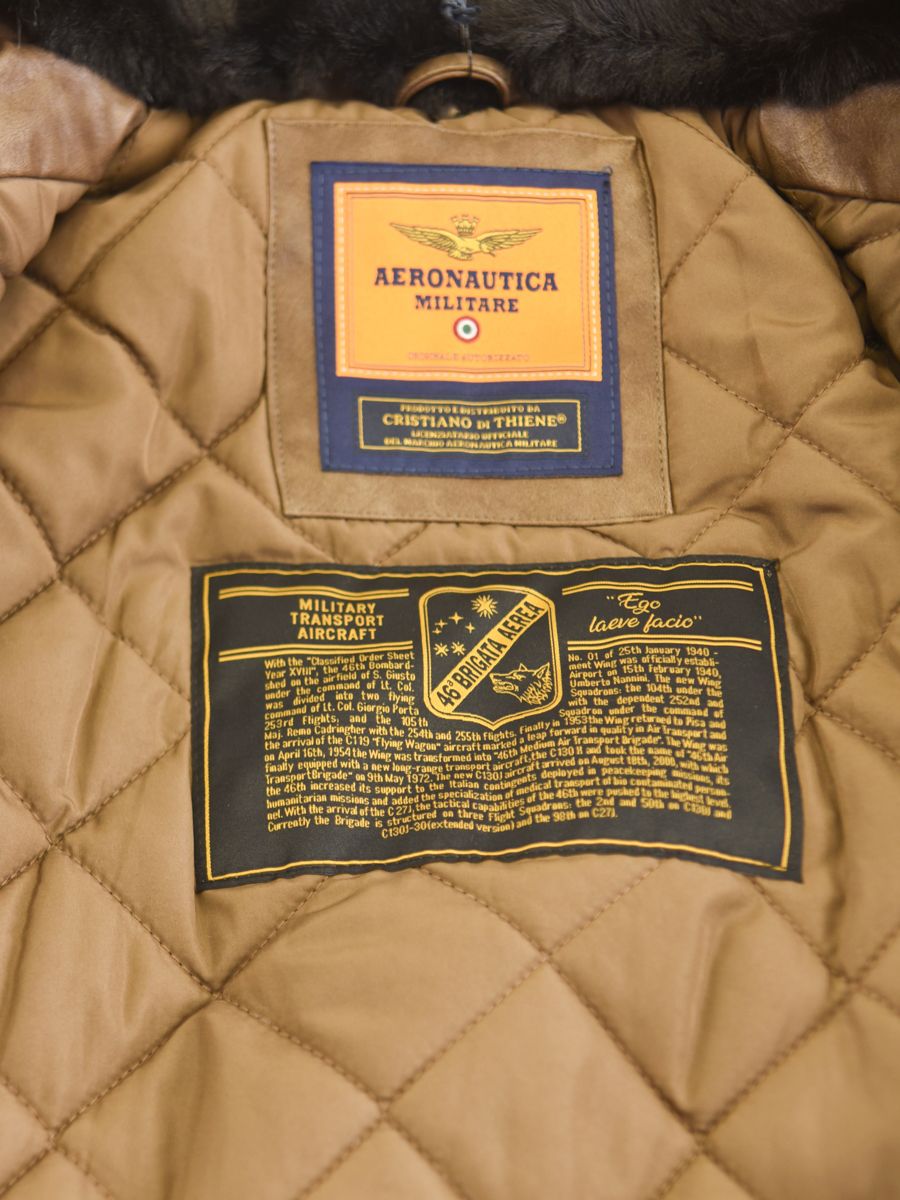 AERONAUTICA
MILITARE
ORIGINALE AUTORIZZATO
PRODOTTO E DISTRIBUITO DA
CRISTIANO DI THIENE®
LICENZIATARIO UFFICIALE
DEL MARCHIO AERONAUTICA MILITARE
MILITARY
TRANSPORT
AIRCRAFT
46° BRIGATA AEREA
"Ego
laeve facio"
With the "Classified Order Sheet No. 01 of 25th January 1940 -
Year XVIII", the 46th Bombard- ment Wing was officially establi-
shed on the airfield of S. Giusto Airport on 15th february 1940,
under the command of Lt. Col. Umberto Nannini. The new Wing
was divided into two flying Squadrons: the 104th under the
command of Lt. Col. Giorgio Porta with the dependent 252nd and
253rd Flights, and the 105th Squadron under the command of
Maj. Remo Cadringher with the 254th and 255th flights. Finally in 1953 the Wing returned to Pisa and
the arrival of the C119 "Flying Wagon" aircraft marked a leap forward in quality in Air Transport and
on April 16th, 1954 the Wing was transformed into "46th Medium Air Transport Brigade". The Wing was
finally equipped with a new long-range transport aircraft, the C130 H and took the name of "46th Air
Transport Brigade" on 9th May 1972. The new C130J aircraft arrived on August 18th, 2000, with which
the 46th increased its support to the Italian contingents deployed in peacekeeping missions, its
humanitarian missions and added the specialization of medical transport of bio contaminated person-
nel. With the arrival of the C 27J, the tactical capabilities of the 46th were pushed to the highest level.
Currently the Brigade is structured on three Flight Squadrons: the 2nd and 50th on C130J and
C130J-30(extended version) and the 98th on C27J.